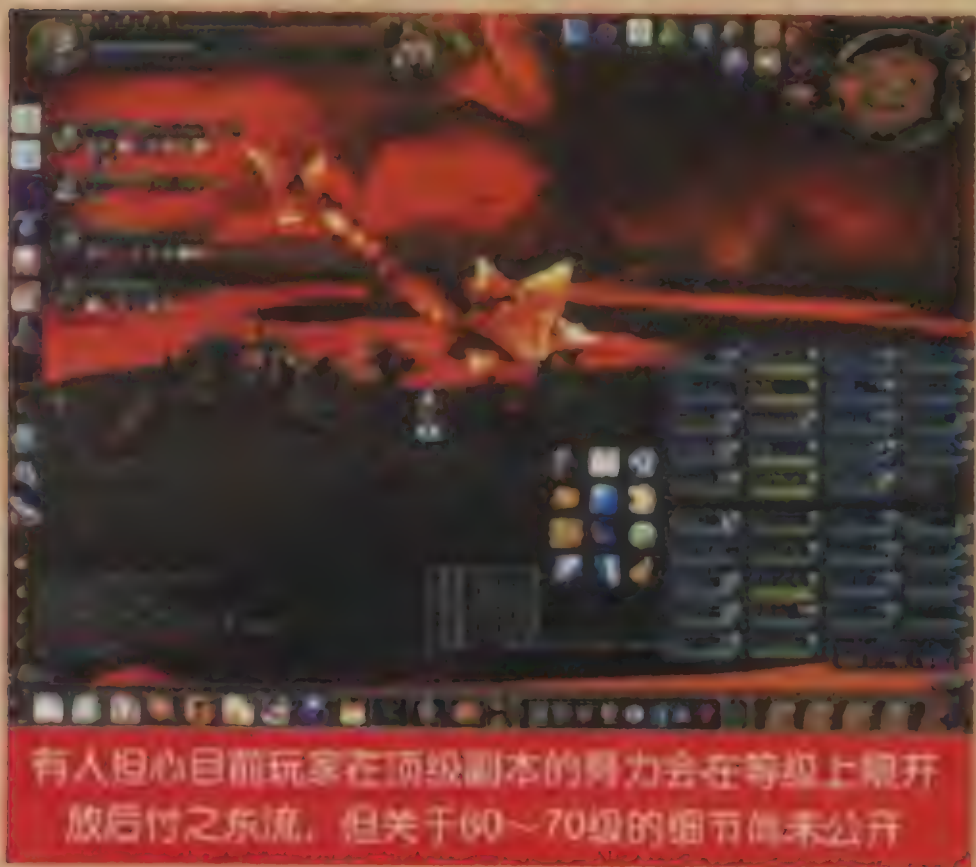 有人担心目前玩家在顶级副本的努力会在等级上限开
放后付之东流，但关于60～70级的细节尚未公开